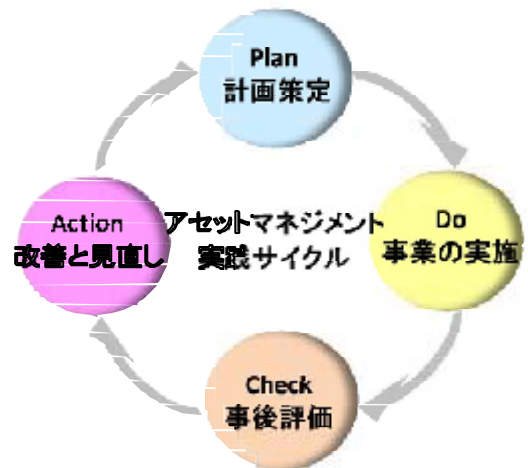 Plan
計画策定
アセットマネジメント
実践サイクル
Do
事業の実施
Check
事後評価
Action
改善と見直し